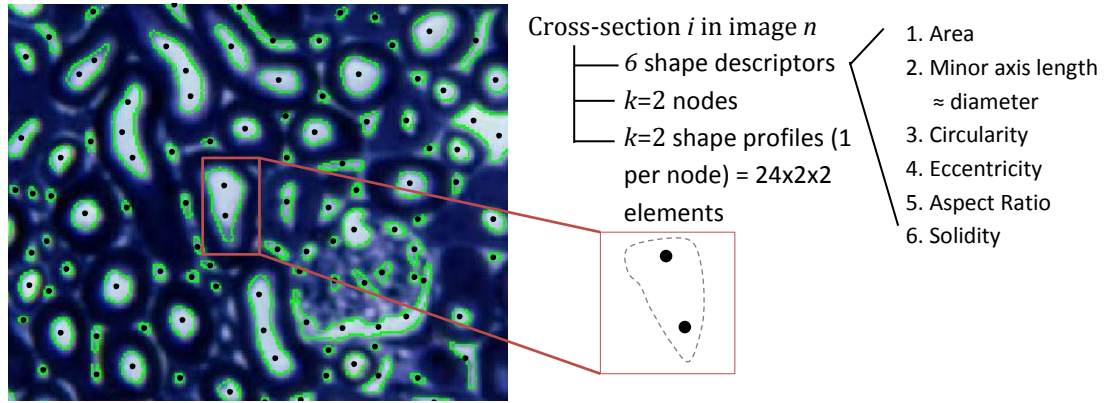 Cross-section i in image n
6 shape descriptors
k=2 nodes
k=2 shape profiles (1
per node) = 24x2x2
elements
1. Area
2. Minor axis length
≈ diameter
3. Circularity
4. Eccentricity
5. Aspect Ratio
6. Solidity